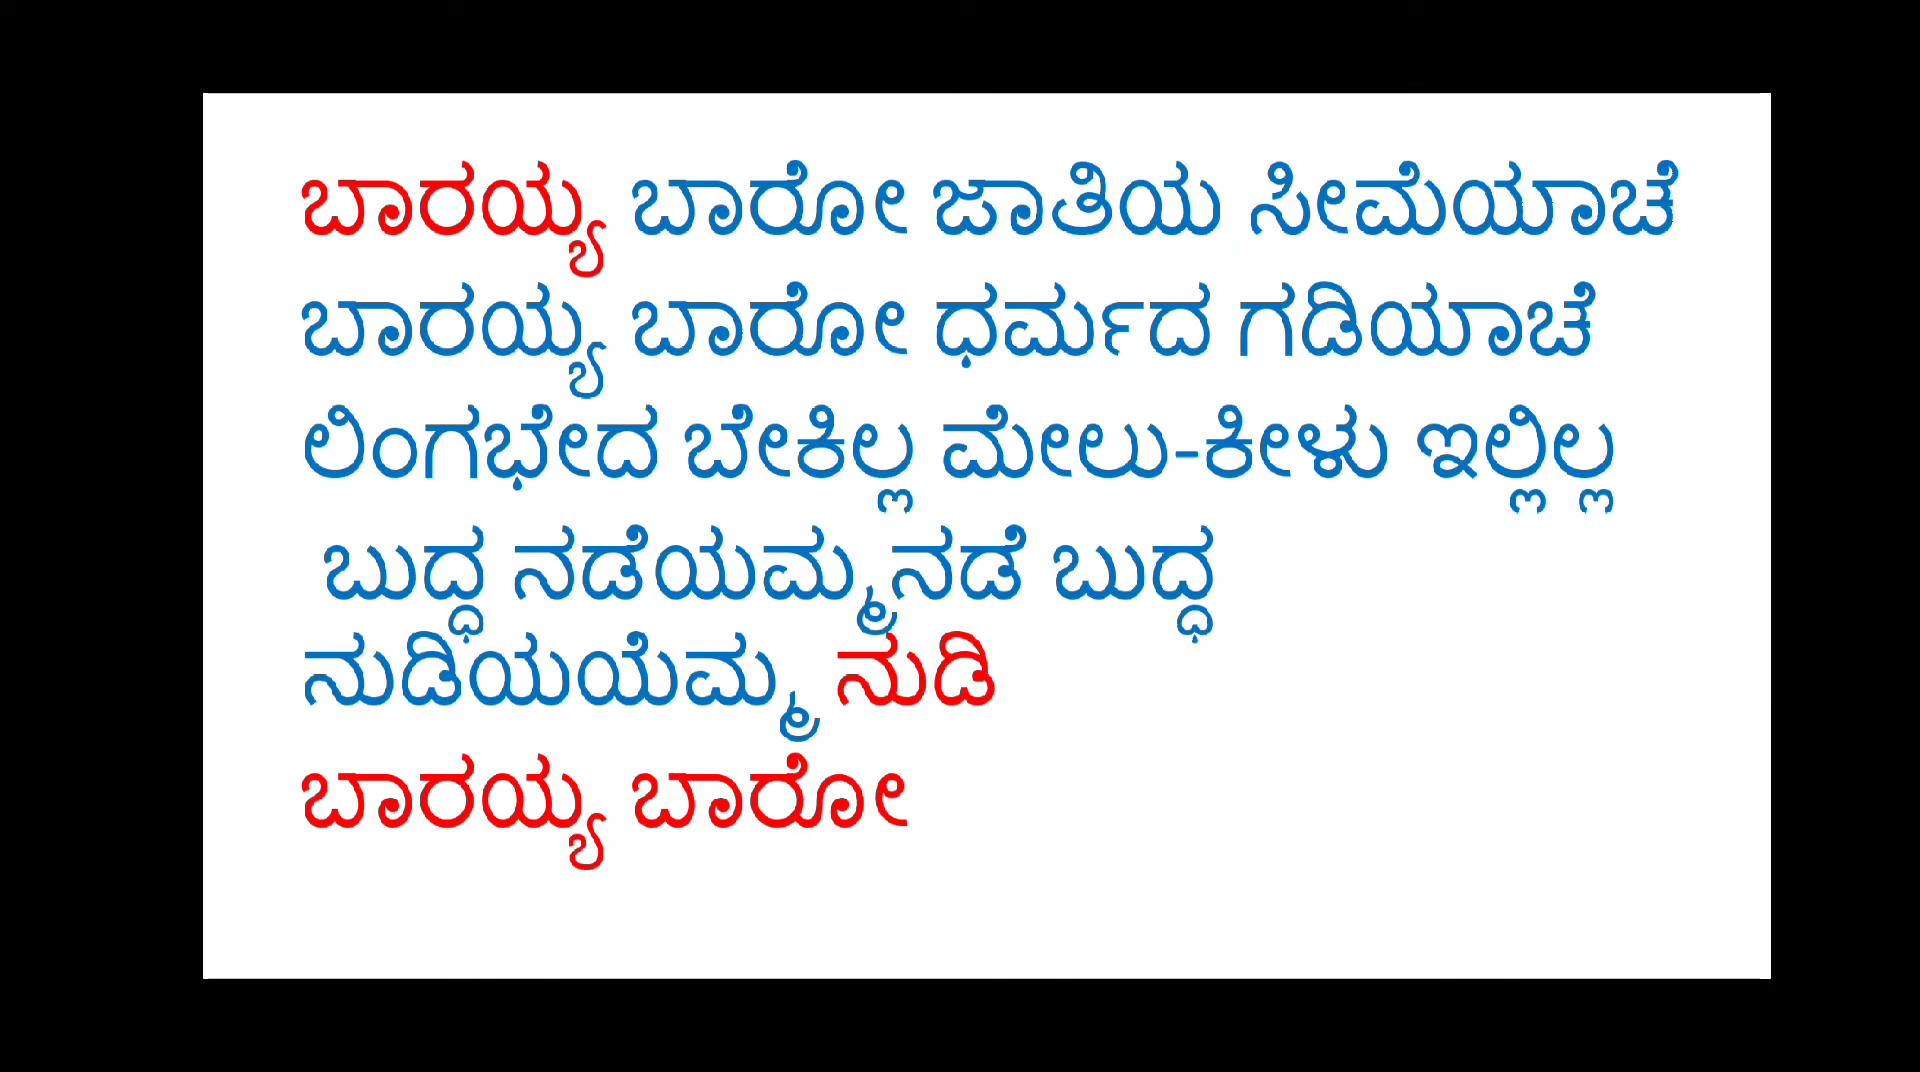 ಬಾರಯ್ಯ ಬಾರೋ ಜಾತಿಯ ಸೀಮೆಯಾಚೆ
ಬಾರಯ್ಯ ಬಾರೋ ಧರ್ಮದ ಗಡಿಯಾಚೆ
ಲಿಂಗಭೇದ ಬೇಕಿಲ್ಲ ಮೇಲು-ಕೀಳು ಇಲ್ಲಿಲ್ಲ
ಬುದ್ಧ ನಡೆಯಮ್ಮ ನಡೆ ಬುದ್ಧ
ನುಡಿಯಯೆಮ್ಮ ನುಡಿ
ಬಾರಯ್ಯ ಬಾರೋ